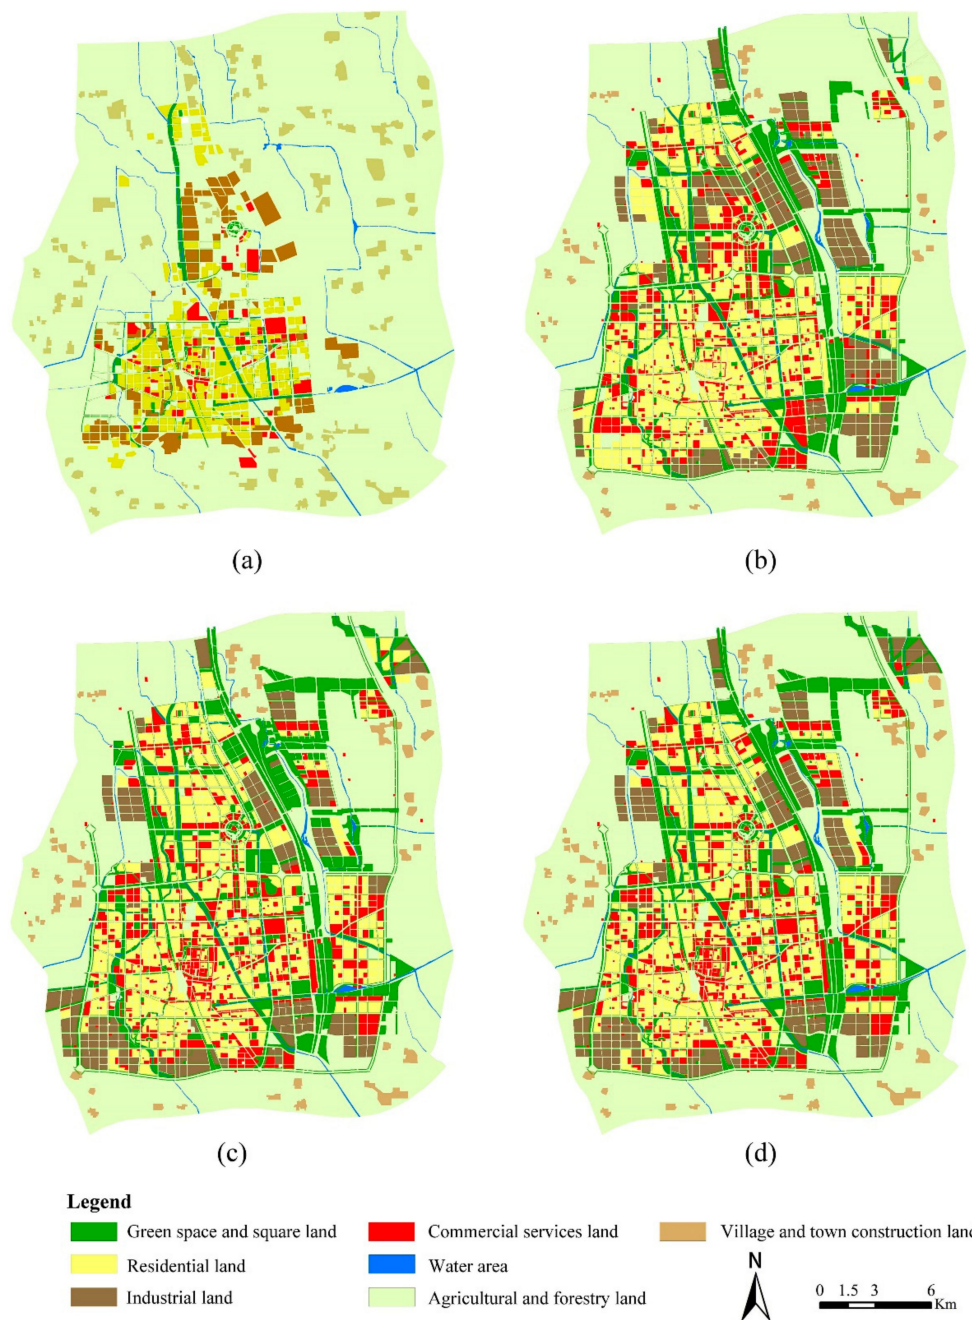 (a)
(b)
(c)
(d)
Legend
Green space and square land
Commercial services land
Village and town construction lan
Residential land
Water area
Industrial land
Agricultural and forestry land
N
0 1.5 3 6
Km